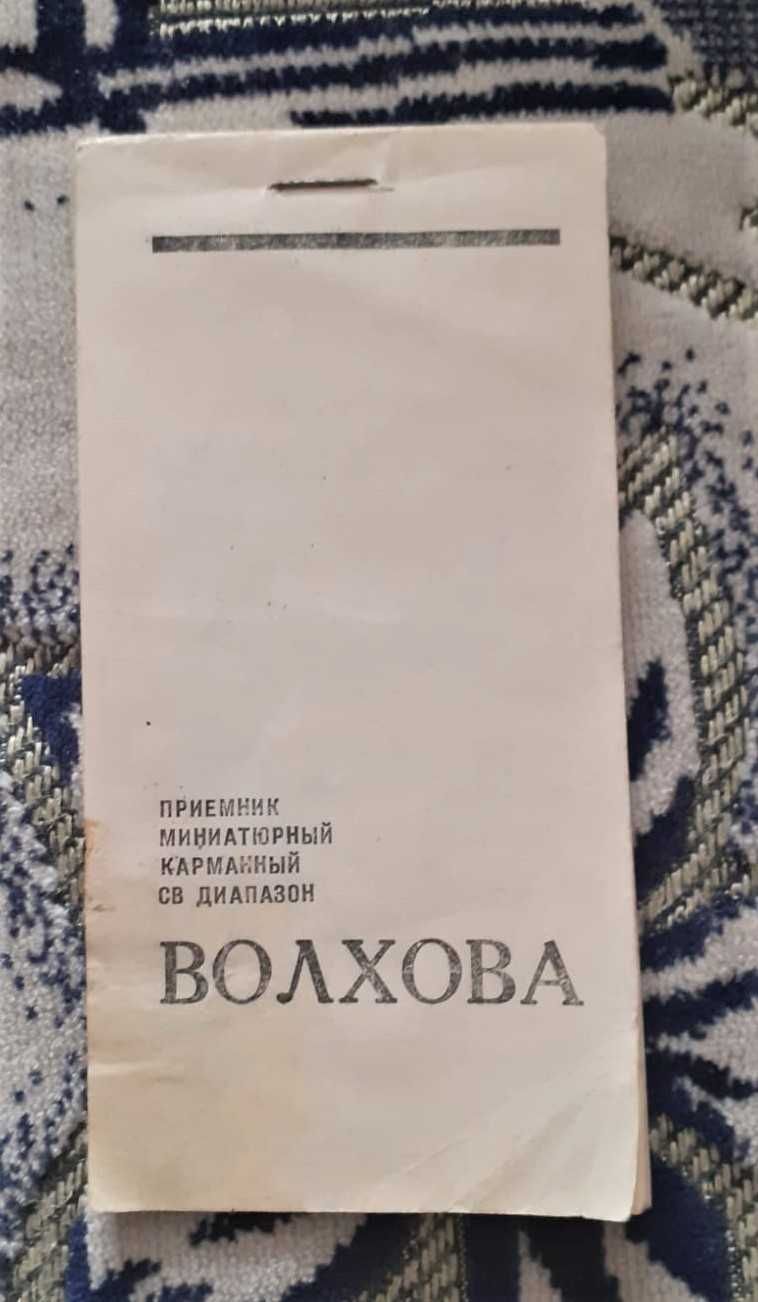 ПРИЕМНИК
МИНИАТЮРНЫЙ
КАРМАННЫЙ
СВ ДИАПАЗОН
ВОЛХОВА